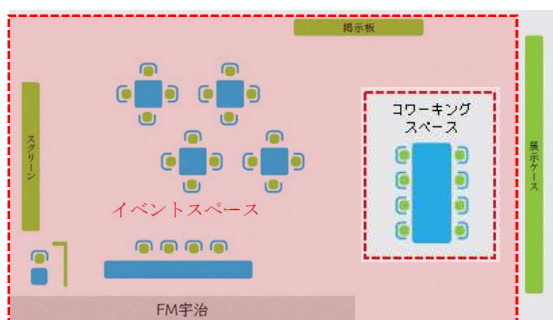 掲示板
コワーキング
スペース
スクリーン
展示ケース
イベントスペース
FM宇治